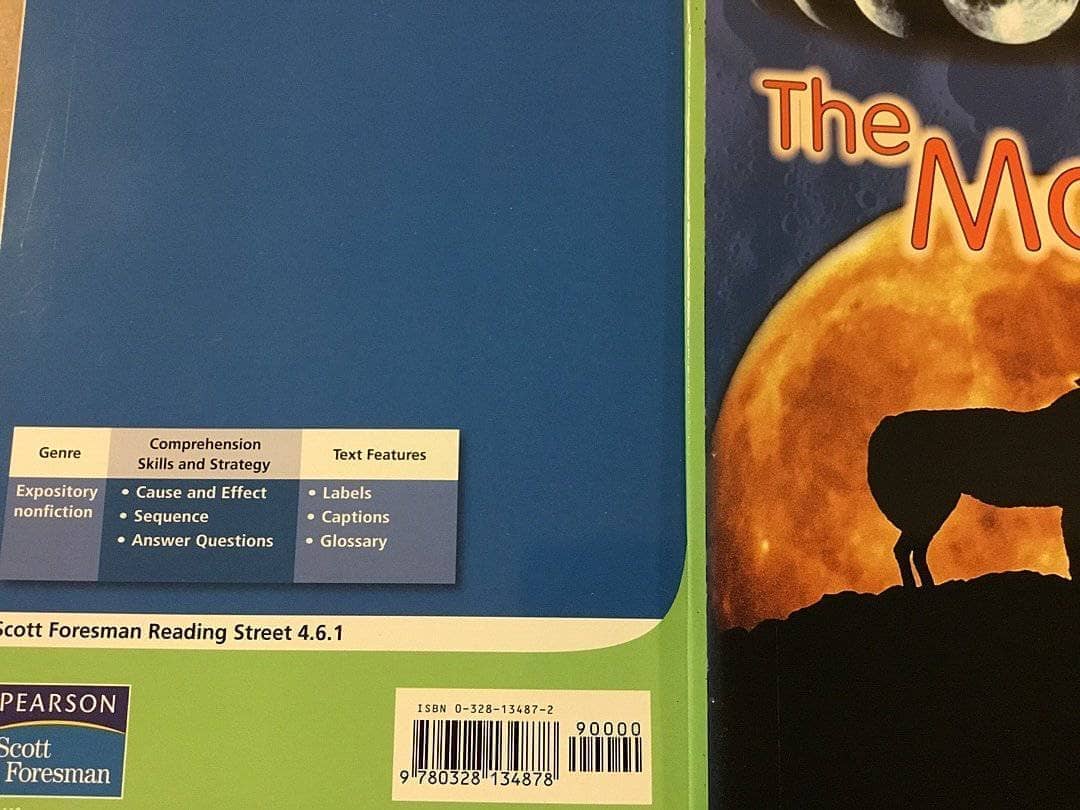 The
Mo
Genre
Comprehension
Skills and Strategy
Text Features
Expository
nonfiction
• Cause and Effect
• Sequence
• Answer Questions
• Labels
• Captions
• Glossary
Scott Foresman Reading Street 4.6.1
PEARSON
Scott
Foresman
ISBN 0-328-13487-2
90000
9 780328 134878